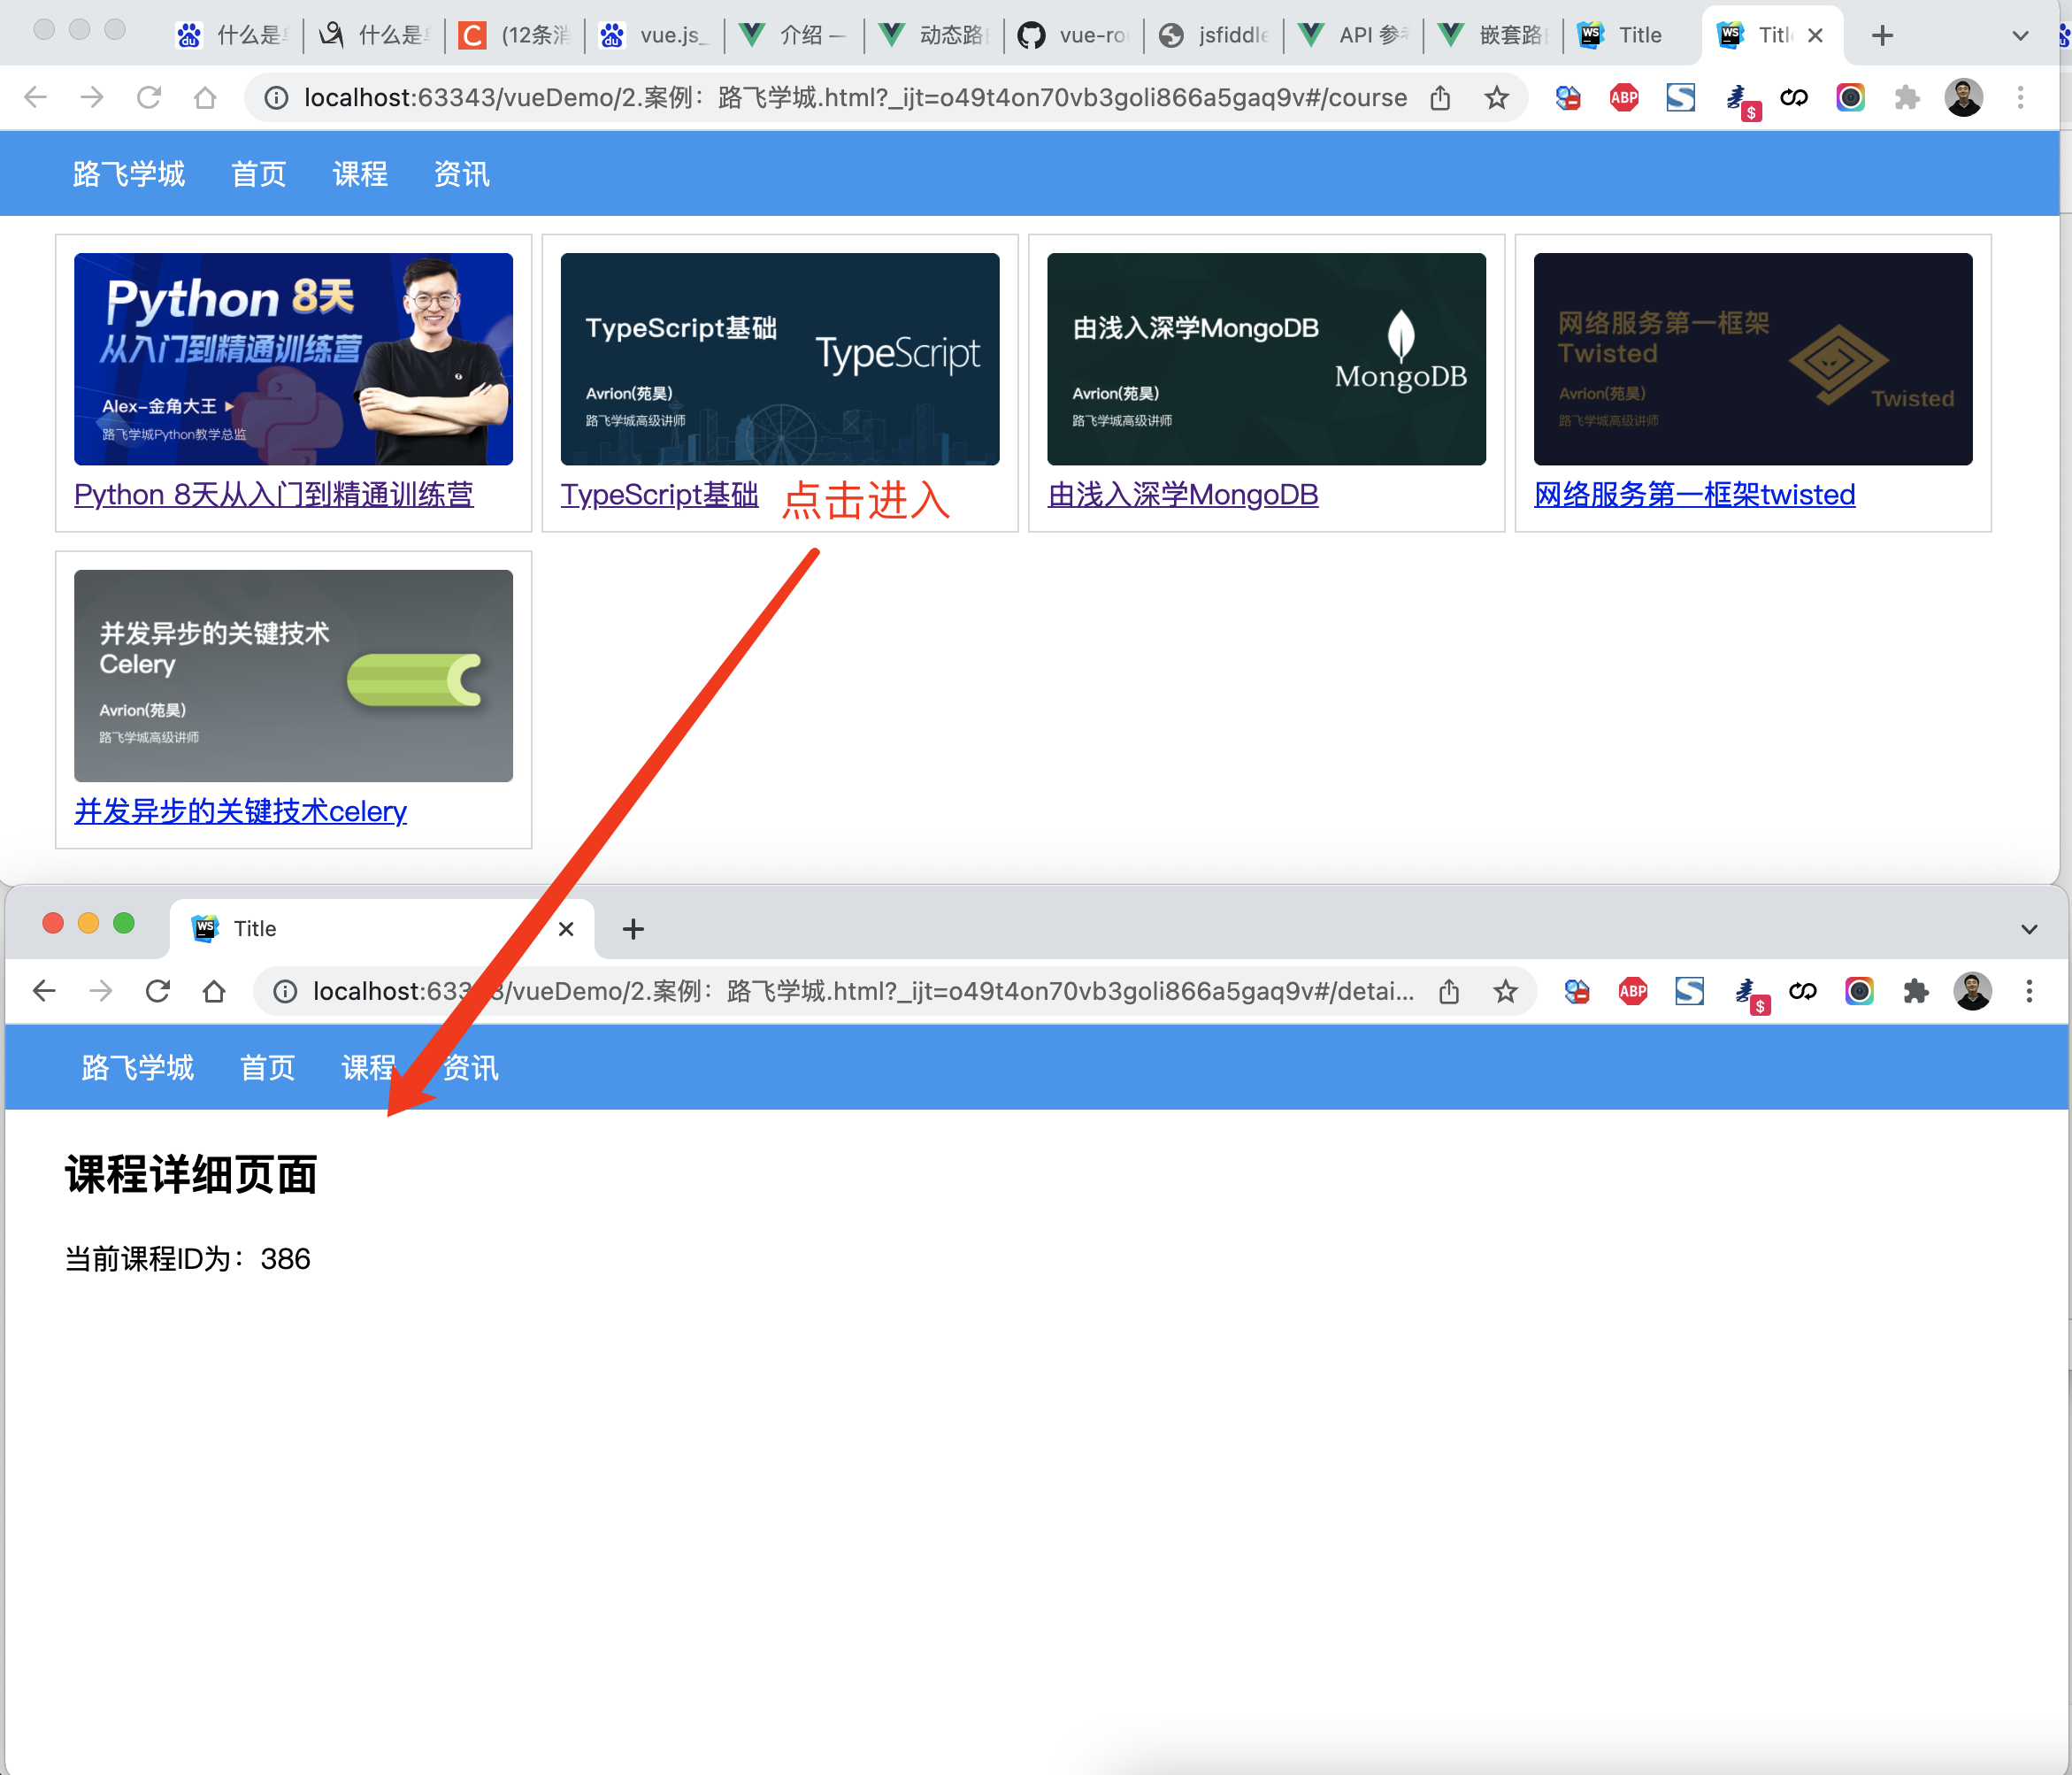 什么是
什么是
(12条消
vue.js_
介绍 —
动态路
vue-ro
jsfiddle
API 参
嵌套路
Title
Title
localhost:63343/vueDemo/2.案例：路飞学城.html?_ijt=o49t4on70vb3goli866a5gaq9v#/course
ABP
$
路飞学城 首页 课程 资讯
Python 8天
从入门到精通训练营
Alex-金角大王
路飞学城Python教学总监
Python 8天从入门到精通训练营
TypeScript基础
TypeScript
Avrion(苑昊)
路飞学城高级讲师
TypeScript基础
点击进入
由浅入深学MongoDB
MongoDB
Avrion(苑昊)
路飞学城高级讲师
由浅入深学MongoDB
网络服务第一框架
Twisted
Twisted
Avrion(苑昊)
路飞学城高级讲师
网络服务第一框架twisted
并发异步的关键技术
Celery
Avrion(苑昊)
路飞学城高级讲师
并发异步的关键技术celery
Title
localhost:63343/vueDemo/2.案例：路飞学城.html?_ijt=o49t4on70vb3goli866a5gaq9v#/detai...
ABP
$
路飞学城 首页 课程 资讯
课程详细页面
当前课程ID为：386